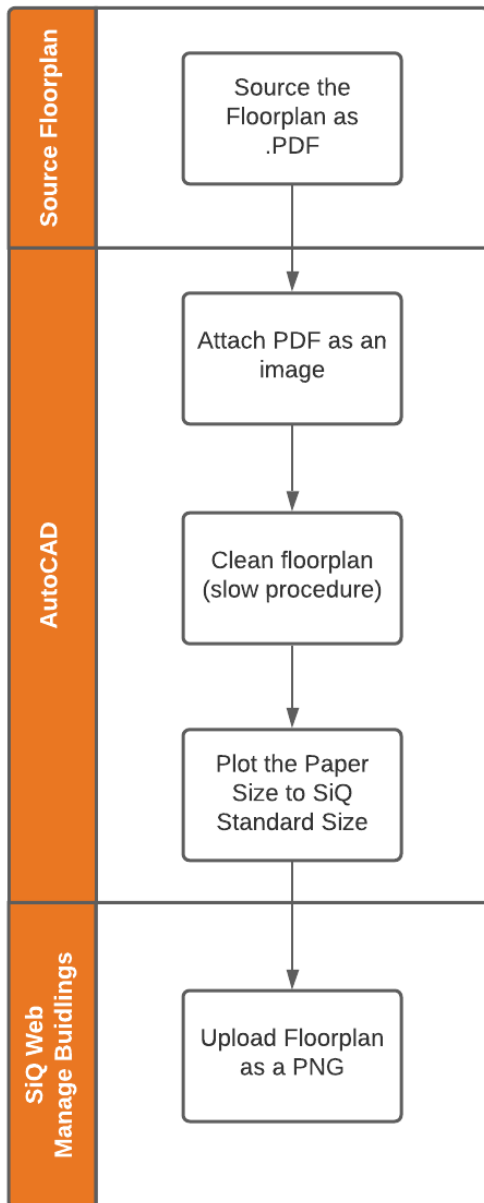 Source Floorplan
Source the
Floorplan as
.PDF
AutoCAD
Attach PDF as an
image
Clean floorplan
(slow procedure)
Plot the Paper
Size to SiQ
Standard Size
SiQ Web
Manage Buidlings
Upload Floorplan
as a PNG